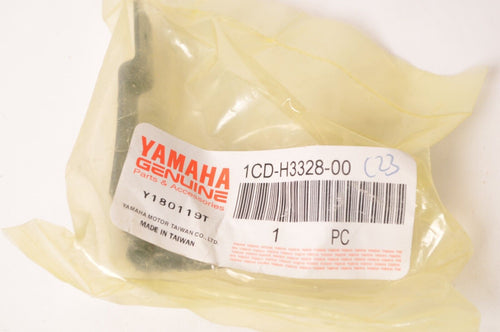 YAMAHA
GENUINE
Parts & Accessories
Y180119T
YAMAHA MOTOR TAIWAN CO., LTD.
MADE IN TAIWAN
1CD-H3328-00
C23
1 PC